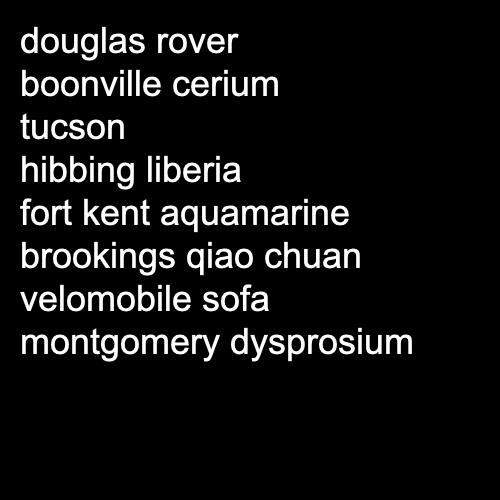 douglas rover
boonville cerium
tucson
hibbing liberia
fort kent aquamarine
brookings qiao chuan
velomobile sofa
montgomery dysprosium